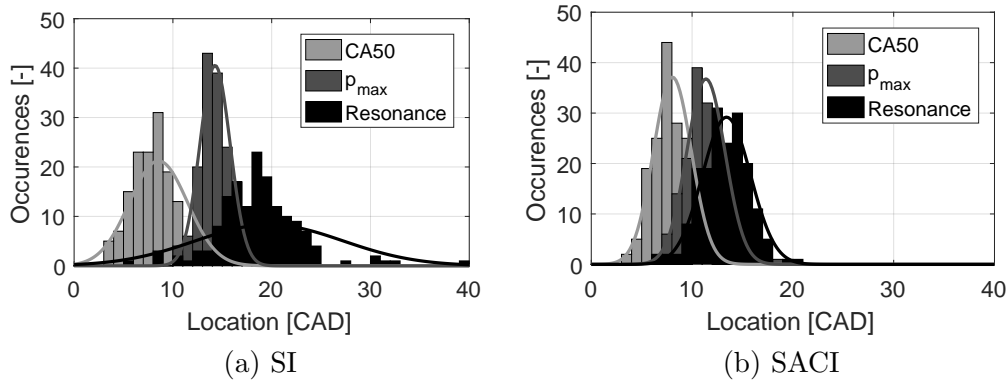 50
40
30
20
10
0
Occurences [-]
CA50
p_max
Resonance
0 10 20 30 40
Location [CAD]
(a) SI
50
40
30
20
10
0
Occurences [-]
CA50
p_max
Resonance
0 10 20 30 40
Location [CAD]
(b) SACI